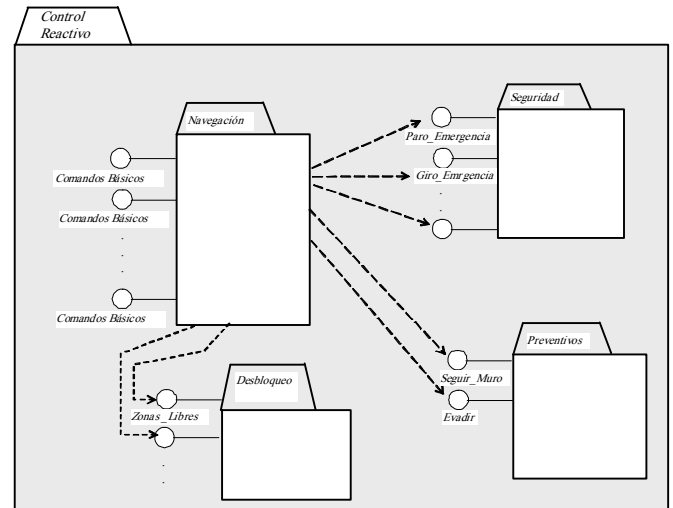 Control
Reactivo
Navegación
Seguridad
Paro_Emergencia
Giro_Emrgencia
.
.
Comandos Básicos
Comandos Básicos
.
.
.
Comandos Básicos
Desbloqueo
Zonas_Libres
.
.
Preventivos
Seguir_Muro
Evadir